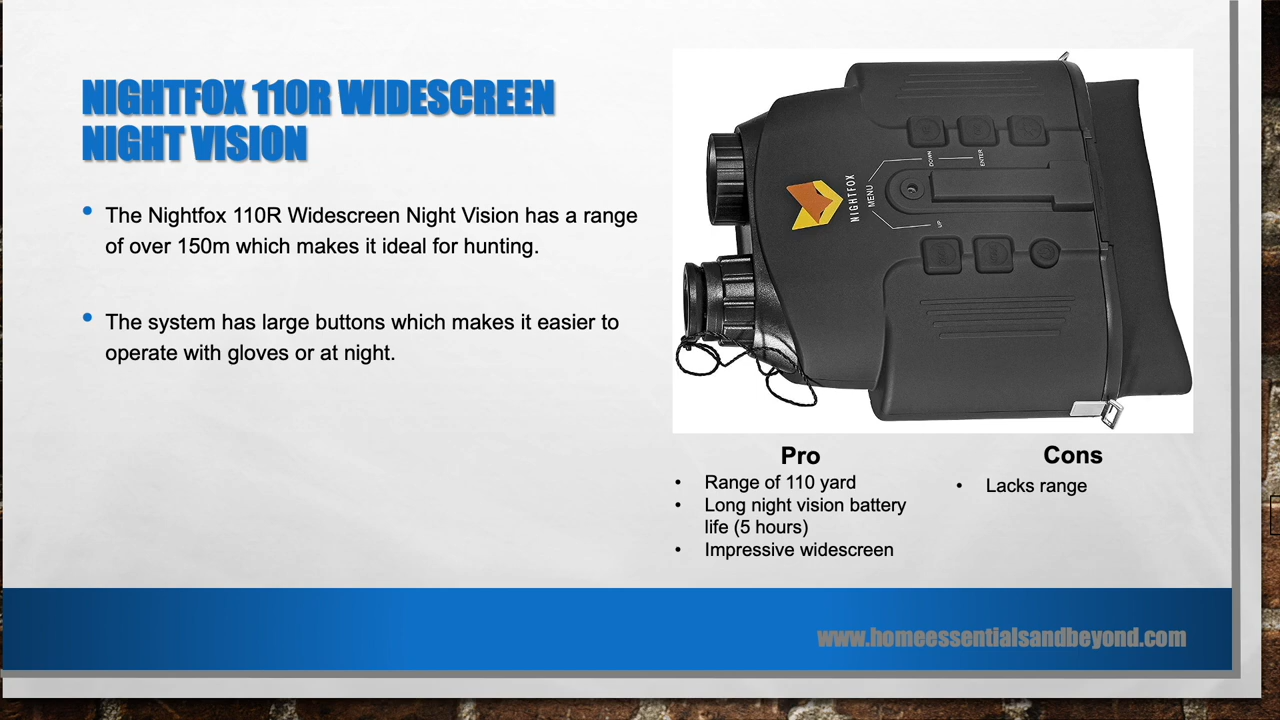 NIGHTFOX 110R WIDESCREEN
NIGHT VISION
• The Nightfox 110R Widescreen Night Vision has a range
of over 150m which makes it ideal for hunting.
• The system has large buttons which makes it easier to
operate with gloves or at night.
DOWN
ENTER
MENU
NIGHTFOX
UP
Pro
• Range of 110 yard
• Long night vision battery
life (5 hours)
• Impressive widescreen
Cons
• Lacks range
www.homeessentialsandbeyond.com